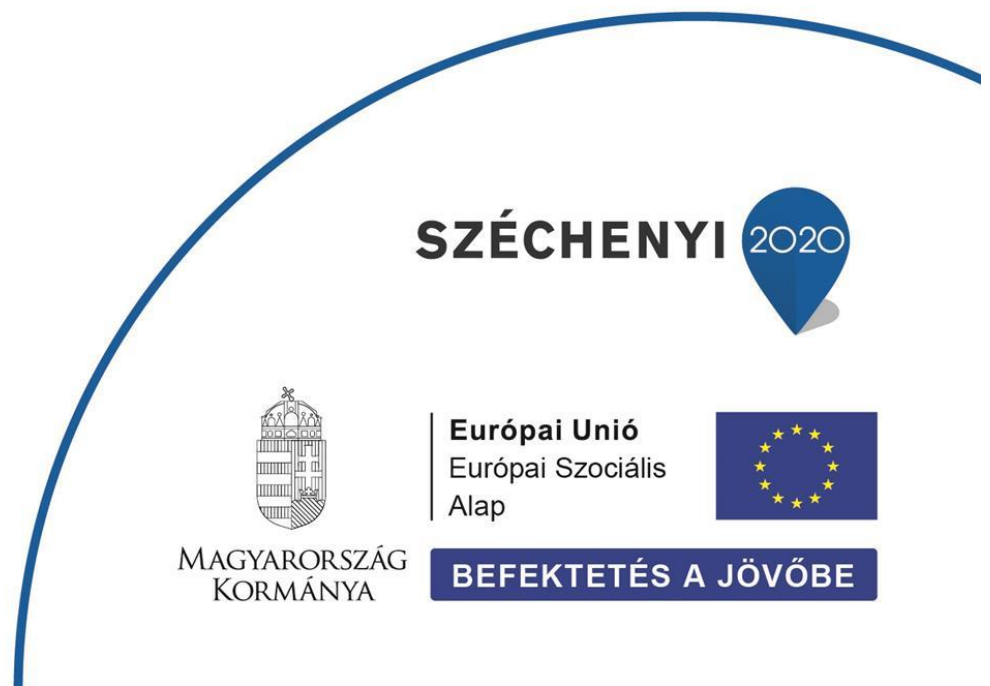 SZÉCHENYI 2020
Európai Unió
Európai Szociális
Alap
MAGYARORSZÁG
KORMÁNYA
BEFEKTETÉS A JÖVŐBE